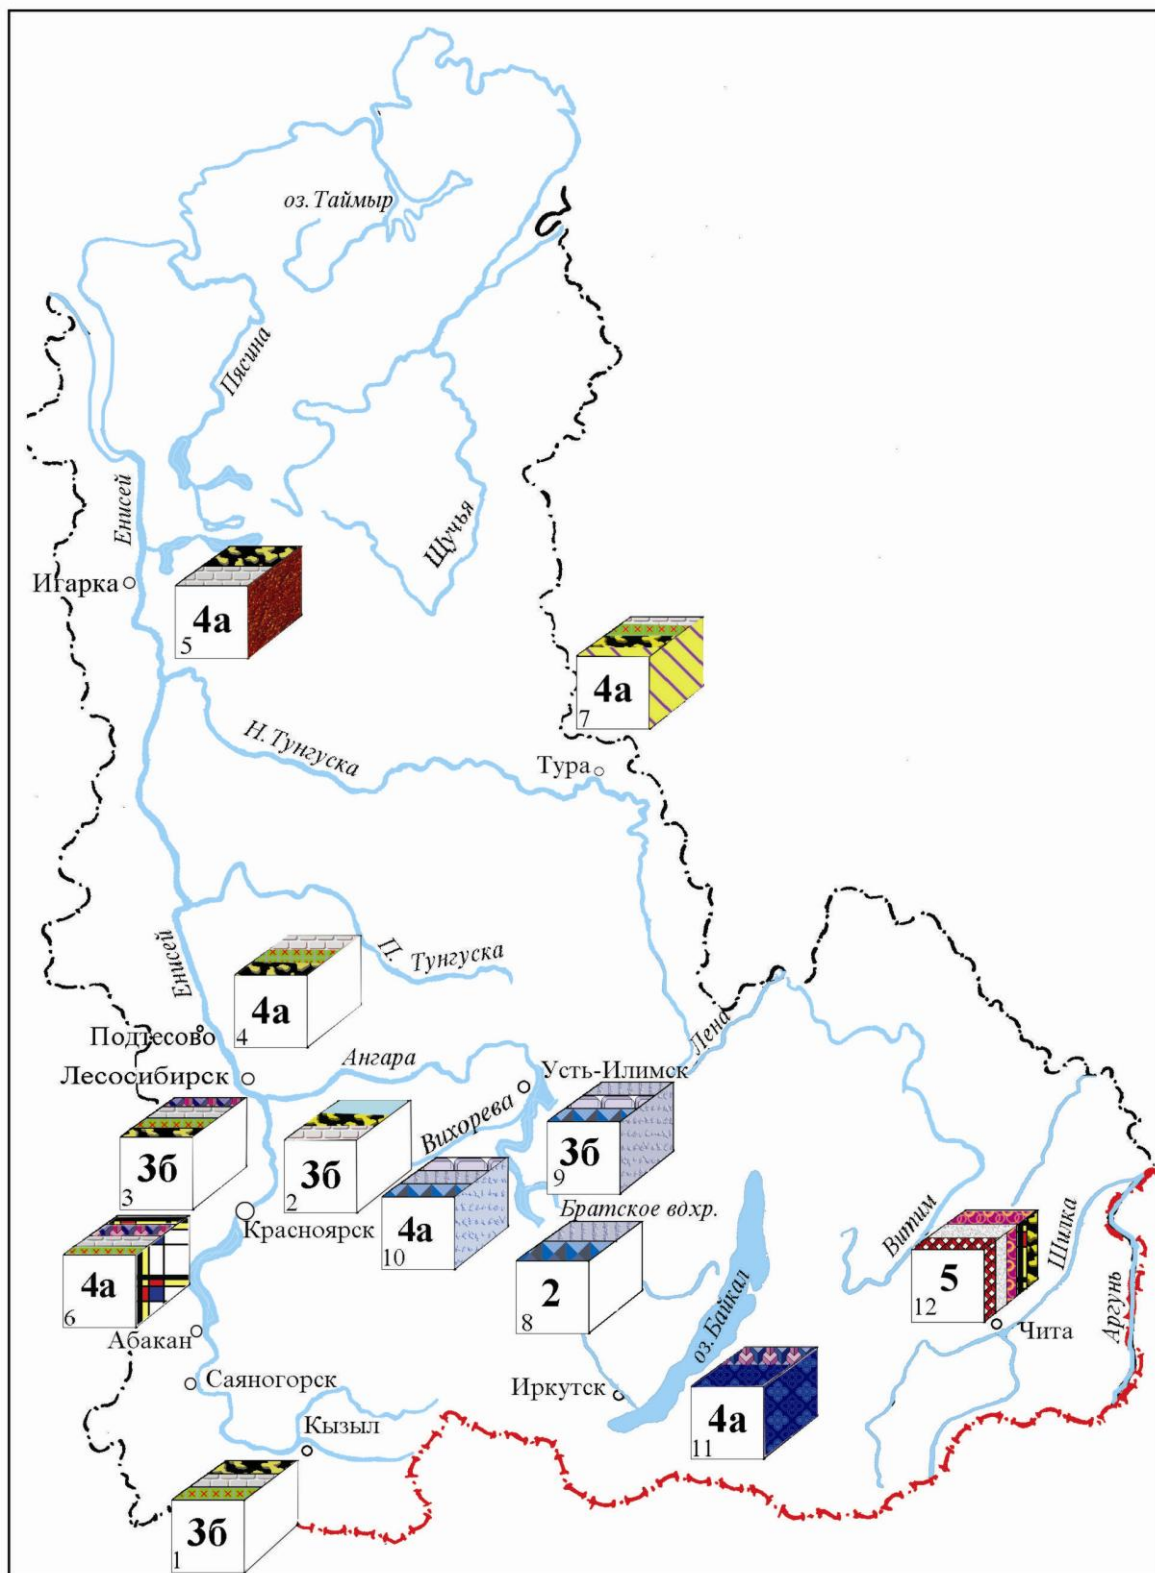 оз. Таймыр
Пясина
Енисей
Щучья
Игарка
4а
5
4а
7
Н. Тунгуска
Тура
Енисей
П. Тунгуска
4а
4
Подтесово
Лесосибирск
Ангара
Лена
Усть-Илимск
Вихорева
3б
3
3б
2
3б
9
Красноярск
4а
10
Братское вдхр.
Витим
Шилка
Аргунь
4а
6
2
8
5
12
Абакан
оз. Байкал
Чита
Саяногорск
Иркутск
4а
11
Кызыл
3б
1